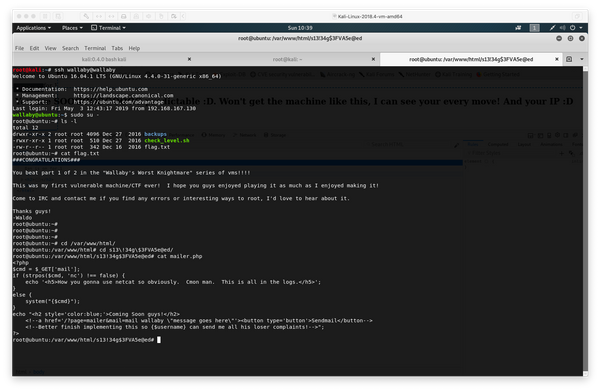 Kali-Linux-2018.4-vm-amd64
Applications ▾ Places ▾ Terminal ▾ Sun 10:39 1
root@ubuntu: /var/www/html/s13!34g$3FVA5e@ed
File Edit View Search Terminal Tabs Help
root@kali: ~ root@ubuntu: /var/www/html/s13!34g$3FVA5e@ed
root@kali:~# ssh wallaby@wallaby
Welcome to Ubuntu 16.04.1 LTS (GNU/Linux 4.4.0-31-generic x86_64)
* Documentation: https://help.ubuntu.com
* Management: https://landscape.canonical.com
* Support: https://ubuntu.com/advantage
Won't get the machine like this, I can see your every move! And your IP :D
Last login: Fri May 3 12:43:17 2019 from 192.168.167.130
wallaby@ubuntu:~$ sudo su -
root@ubuntu:~# ls -l
total 12
drwxr-xr-x 2 root root 4096 Dec 27 2016 backups
-rwxr-xr-x 1 root root 510 Dec 27 2016 check_level.sh
-rw-r--r-- 1 root root 342 Dec 16 2016 flag.txt
root@ubuntu:~# cat flag.txt
###CONGRATULATIONS###
You beat part 1 of 2 in the "Wallaby's Worst Knightmare" series of vms!!!!
This was my first vulnerable machine/CTF ever! I hope you guys enjoyed playing it as much as I enjoyed making it!
Come to IRC and contact me if you find any errors or interesting ways to root, I'd love to hear about it.
Thanks guys!
-Waldo
root@ubuntu:~#
root@ubuntu:~#
root@ubuntu:~#
root@ubuntu:~# cd /var/www/html/
root@ubuntu:/var/www/html# cd s13\!34g\$3FVA5e@ed/
root@ubuntu:/var/www/html/s13!34g$3FVA5e@ed# cat mailer.php
<?php
$cmd = $_GET['mail'];
if (strpos($cmd, 'nc') !== false) {
echo '<h5>How you gonna use netcat so obviously. Cmon man. This is all in the logs.</h5>';
}
else {
system("{$cmd}");
}
echo "<h2 style='color:blue;'>Coming Soon guys!</h2>
<!--a href='/?page=mailer&mail=mail wallaby \"message goes here\"'><button type='button'>Sendmail</button-->
<!--Better finish implementing this so {$username} can send me all his loser complaints!-->";
?>
root@ubuntu:/var/www/html/s13!34g$3FVA5e@ed#